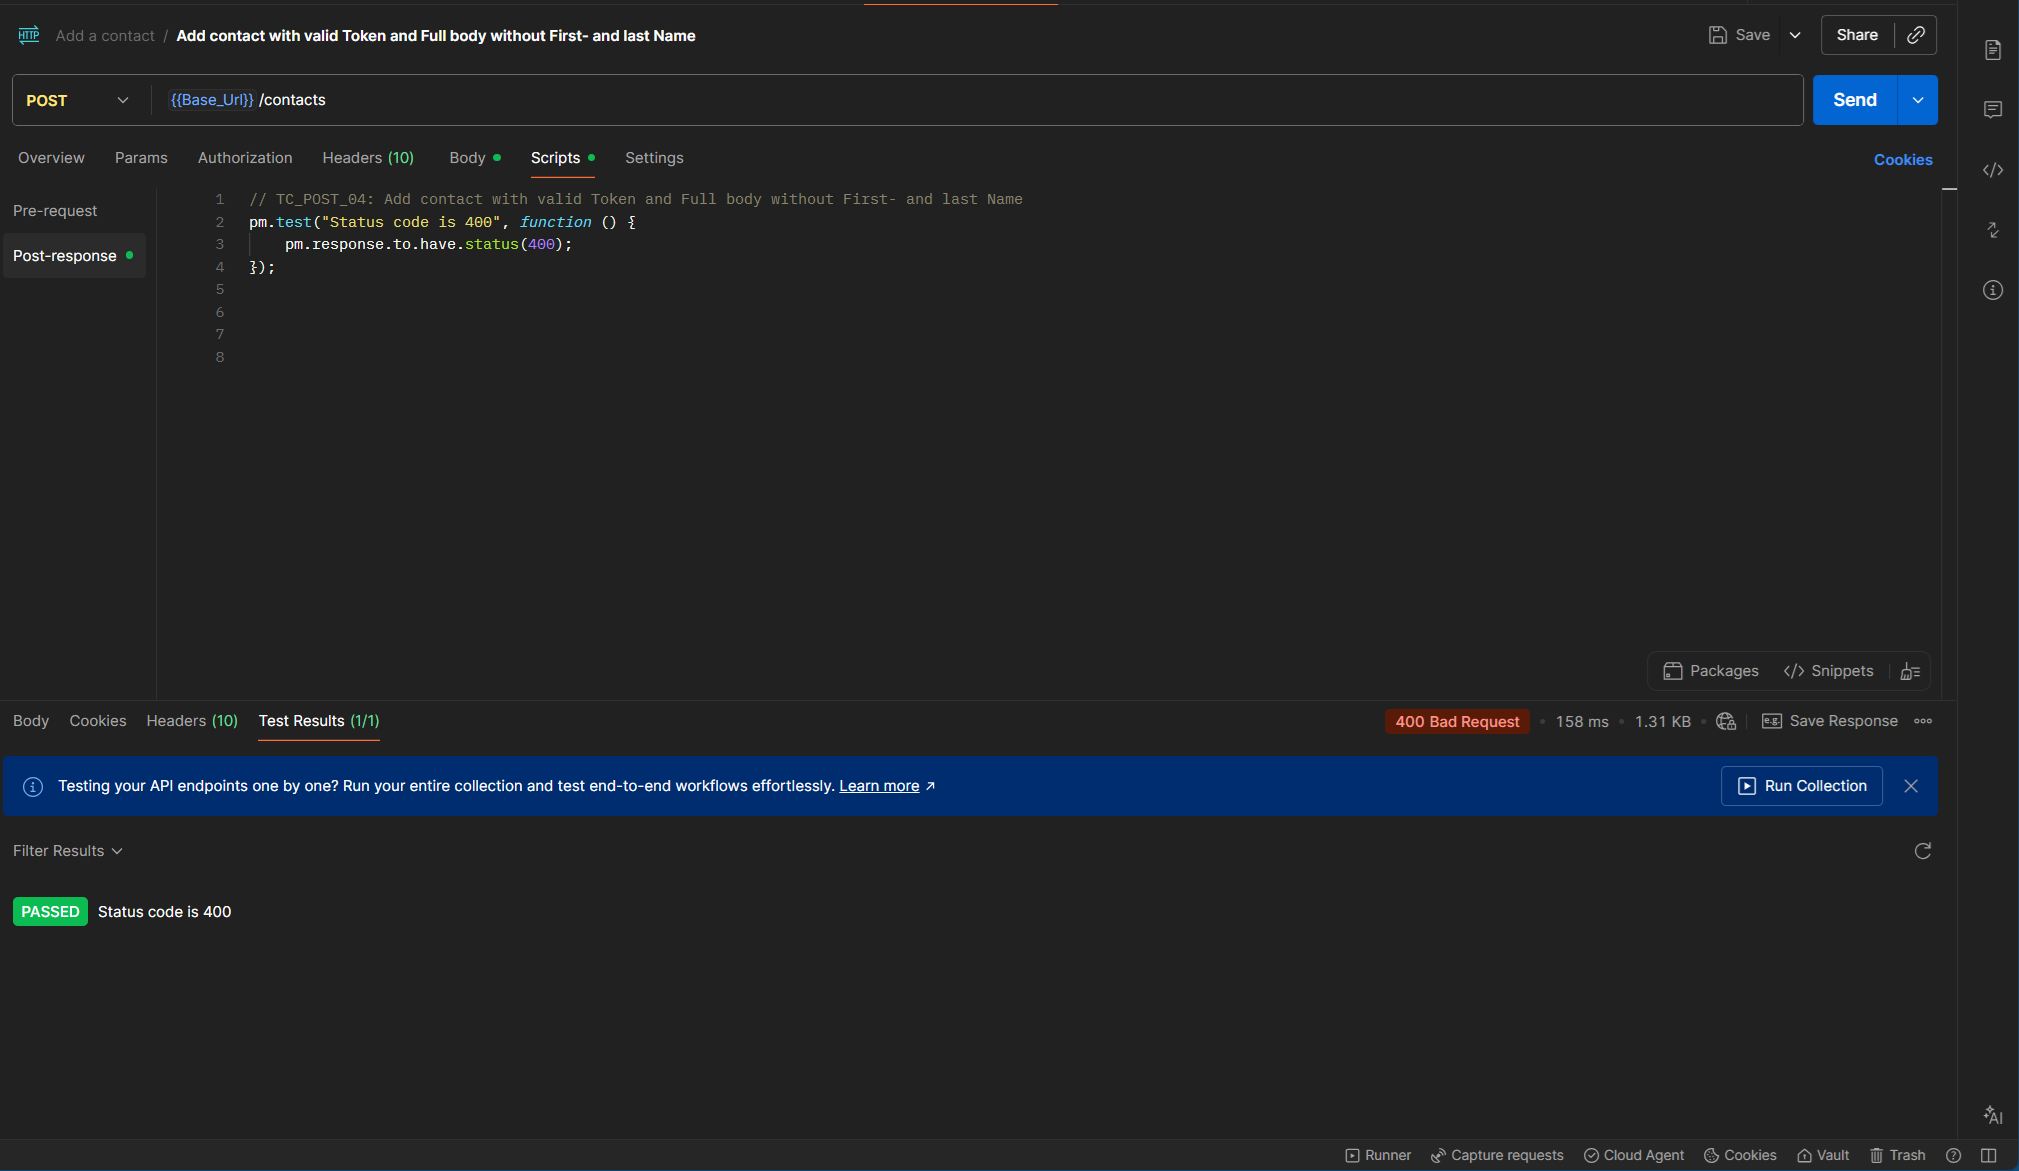 HTTP Add a contact / Add contact with valid Token and Full body without First- and last Name Save Share
POST {{Base_Url}} /contacts Send
Overview Params Authorization Headers (10) Body Scripts Settings Cookies
Pre-request
Post-response
1 // TC_POST_04: Add contact with valid Token and Full body without First- and last Name
2 pm.test("Status code is 400", function () {
3 pm.response.to.have.status(400);
4 });
5
6
7
8
Packages </> Snippets
Body Cookies Headers (10) Test Results (1/1) 400 Bad Request • 158 ms • 1.31 KB • e.g. Save Response
Testing your API endpoints one by one? Run your entire collection and test end-to-end workflows effortlessly. Learn more ↗ Run Collection
Filter Results
PASSED Status code is 400
AI
Runner Capture requests Cloud Agent Cookies Vault Trash